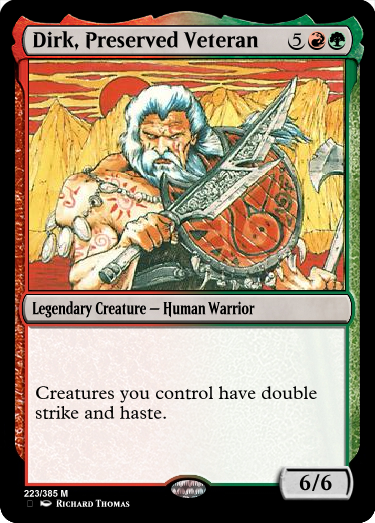 Dirk, Preserved Veteran 5
Legendary Creature – Human Warrior
Creatures you control have double
strike and haste.
6/6
223/385 M
Richard Thomas